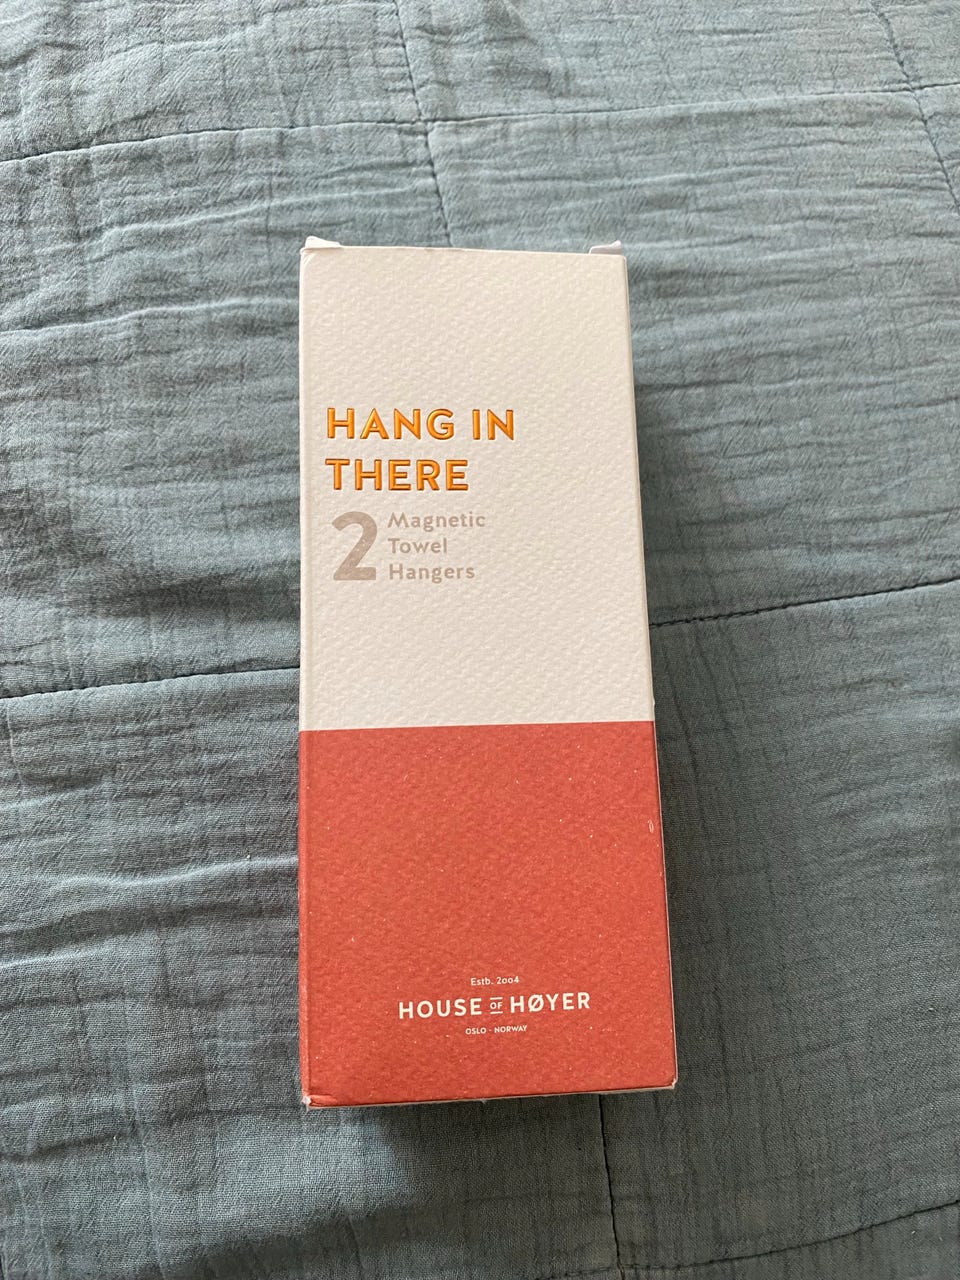 HANG IN
THERE
2 Magnetic
Towel
Hangers
Estb. 2004
HOUSE OF HØYER
OSLO - NORWAY